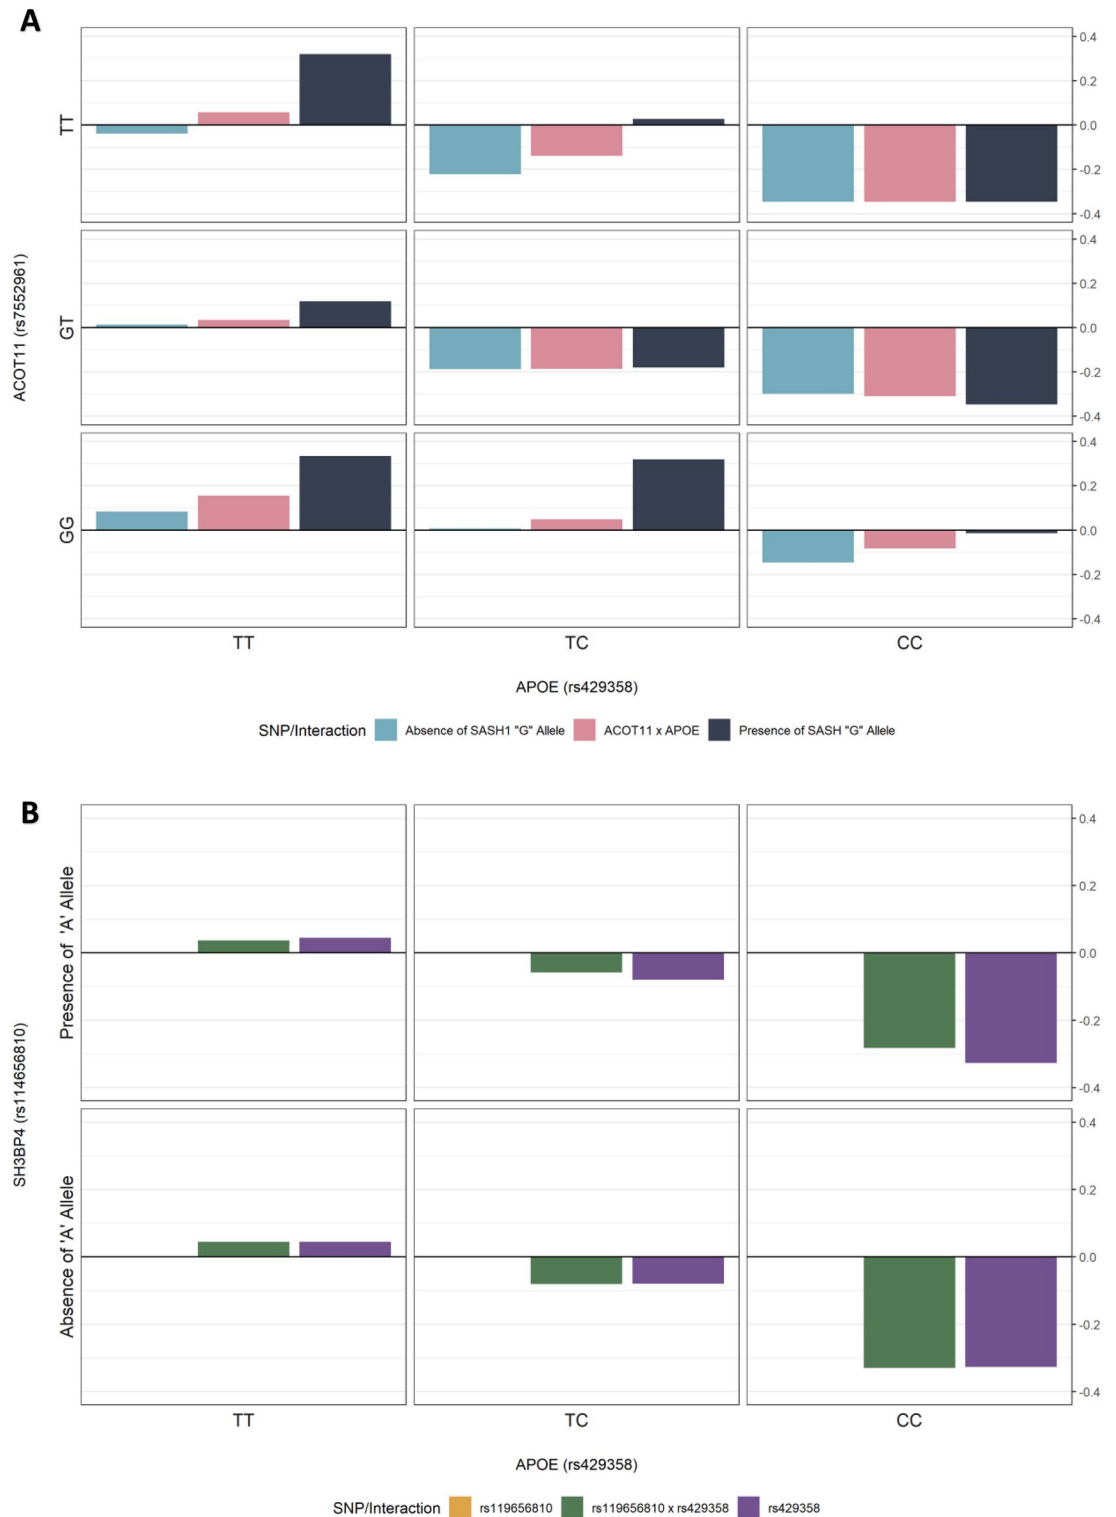 A
ACOT11 (rs7552961)
TT
0.4
0.2
0.0
-0.2
-0.4
GT
0.4
0.2
0.0
-0.2
-0.4
GG
0.4
0.2
0.0
-0.2
-0.4
TT TC CC
APOE (rs429358)
SNP/Interaction Absence of SASH1 "G" Allele ACOT11 x APOE Presence of SASH "G" Allele
B
SH3BP4 (rs114656810)
Presence of 'A' Allele
0.4
0.2
0.0
-0.2
-0.4
Absence of 'A' Allele
0.4
0.2
0.0
-0.2
-0.4
TT TC CC
APOE (rs429358)
SNP/Interaction rs119656810 rs119656810 x rs429358 rs429358